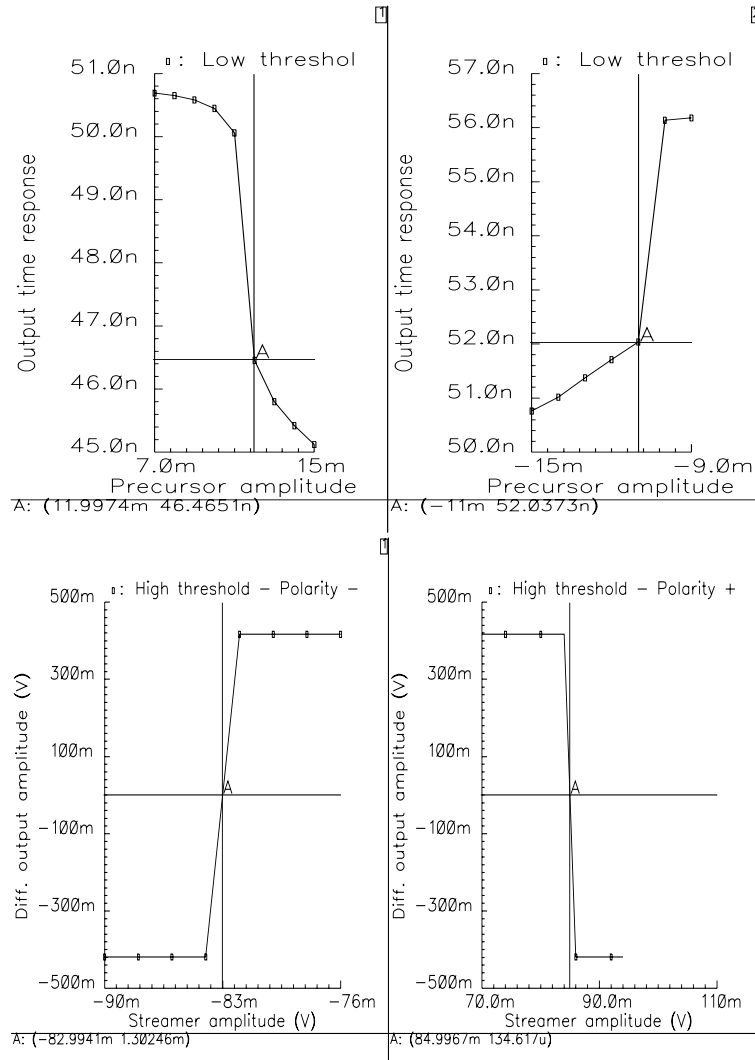 1
▯: Low threshol
51.0n
50.0n
49.0n
48.0n
47.0n
46.0n
45.0n
Output time response
A
7.0m 15m
Precursor amplitude
A: (11.9974m 46.4651n)
▯: Low threshol
57.0n
56.0n
55.0n
54.0n
53.0n
52.0n
51.0n
50.0n
Output time response
A
-15m -9.0m
Precursor amplitude
A: (-11m 52.0373n)
1
▯: High threshold - Polarity -
500m
300m
100m
-100m
-300m
-500m
Diff. output amplitude (V)
A
-90m -83m -76m
Streamer amplitude (V)
A: (-82.9941m 1.30246m)
▯: High threshold - Polarity +
500m
300m
100m
-100m
-300m
-500m
Diff. output amplitude (V)
A
70.0m 90.0m 110m
Streamer amplitude (V)
A: (84.9967m 134.617u)